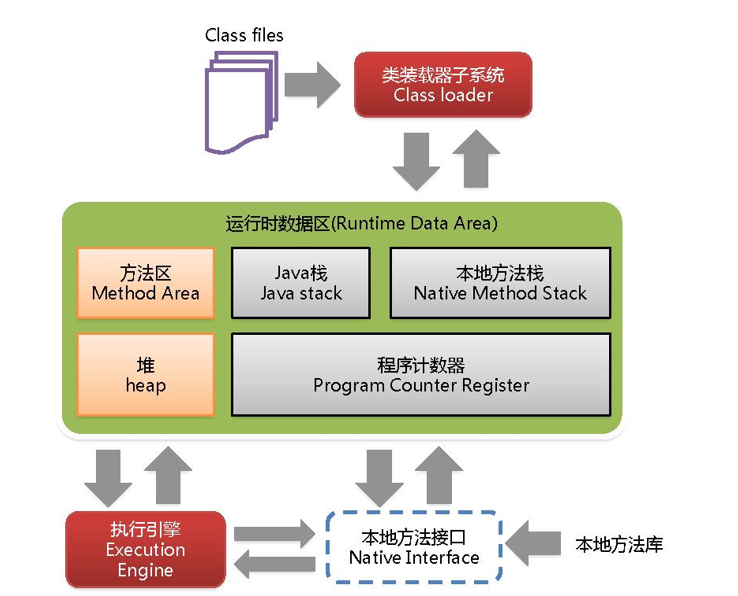 Class files
类装载器子系统
Class loader
运行时数据区(Runtime Data Area)
方法区
Method Area
Java栈
Java stack
本地方法栈
Native Method Stack
堆
heap
程序计数器
Program Counter Register
执行引擎
Execution
Engine
本地方法接口
Native Interface
本地方法库